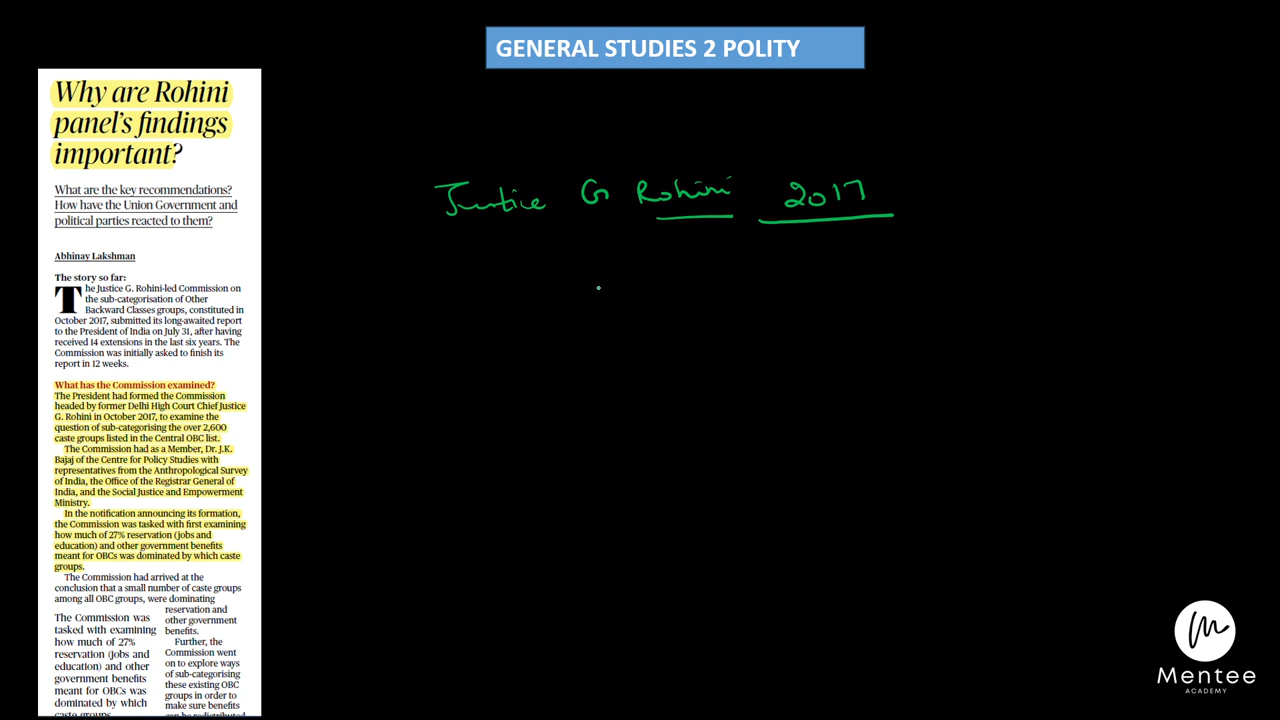 GENERAL STUDIES 2 POLITY
Why are Rohini
panel's findings
important?
What are the key recommendations?
How have the Union Government and
political parties reacted to them?
Abhinay Lakshman
The story so far:
The Justice G. Rohini-led Commission on
the sub-categorisation of Other
Backward Classes groups, constituted in
October 2017, submitted its long-awaited report
to the President of India on July 31, after having
received 14 extensions in the last six years. The
Commission was initially asked to finish its
report in 12 weeks.
What has the Commission examined?
The President had formed the Commission
headed by former Delhi High Court Chief Justice
G. Rohini in October 2017, to examine the
question of sub-categorising the over 2,600
caste groups listed in the Central OBC list.
The Commission had as a Member, Dr. J.K.
Bajaj of the Centre for Policy Studies with
representatives from the Anthropological Survey
of India, the Office of the Registrar General of
India, and the Social Justice and Empowerment
Ministry.
In the notification announcing its formation,
the Commission was tasked with first examining
how much of 27% reservation (jobs and
education) and other government benefits
meant for OBCs was dominated by which caste
groups.
The Commission had arrived at the
conclusion that a small number of caste groups
among all OBC groups, were dominating
reservation and
other government
benefits.
Further, the
Commission went
on to explore ways
of sub-categorising
these existing OBC
groups in order to
make sure benefits
can be redistributed
The Commission was
tasked with examining
how much of 27%
reservation (jobs and
education) and other
government benefits
meant for OBCs was
dominated by which
caste groups
Justice G Rohini 2017
Mentee
ACADEMY